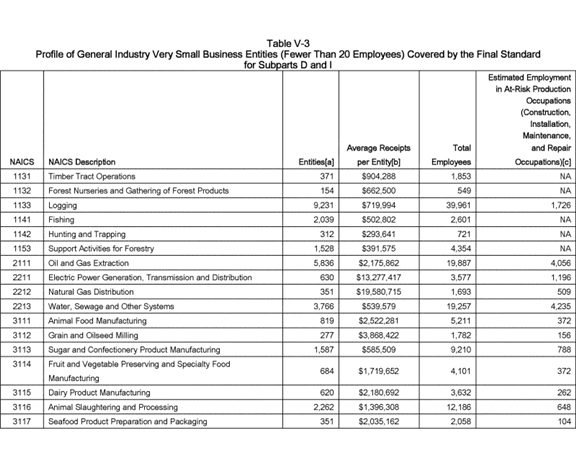 Table V-3
Profile of General Industry Very Small Business Entities (Fewer Than 20 Employees) Covered by the Final Standard
for Subparts D and I
NAICS NAICS Description Entities[a] Average Receipts per Entity[b] Total Employees Estimated Employment in At-Risk Production Occupations (Construction, Installation, Maintenance, and Repair Occupations)[c]
1131 Timber Tract Operations 371 $904,288 1,853 NA
1132 Forest Nurseries and Gathering of Forest Products 154 $662,500 549 NA
1133 Logging 9,231 $719,994 39,961 1,726
1141 Fishing 2,039 $502,802 2,601 NA
1142 Hunting and Trapping 312 $293,641 721 NA
1153 Support Activities for Forestry 1,528 $391,575 4,354 NA
2111 Oil and Gas Extraction 5,836 $2,175,862 19,887 4,056
2211 Electric Power Generation, Transmission and Distribution 630 $13,277,417 3,577 1,196
2212 Natural Gas Distribution 351 $19,580,715 1,693 509
2213 Water, Sewage and Other Systems 3,766 $539,579 19,257 4,235
3111 Animal Food Manufacturing 819 $2,522,281 5,211 372
3112 Grain and Oilseed Milling 277 $3,868,422 1,782 156
3113 Sugar and Confectionery Product Manufacturing 1,587 $585,509 9,210 788
3114 Fruit and Vegetable Preserving and Specialty Food Manufacturing 684 $1,719,652 4,101 372
3115 Dairy Product Manufacturing 620 $2,180,692 3,632 262
3116 Animal Slaughtering and Processing 2,262 $1,396,308 12,186 648
3117 Seafood Product Preparation and Packaging 351 $2,035,162 2,058 104